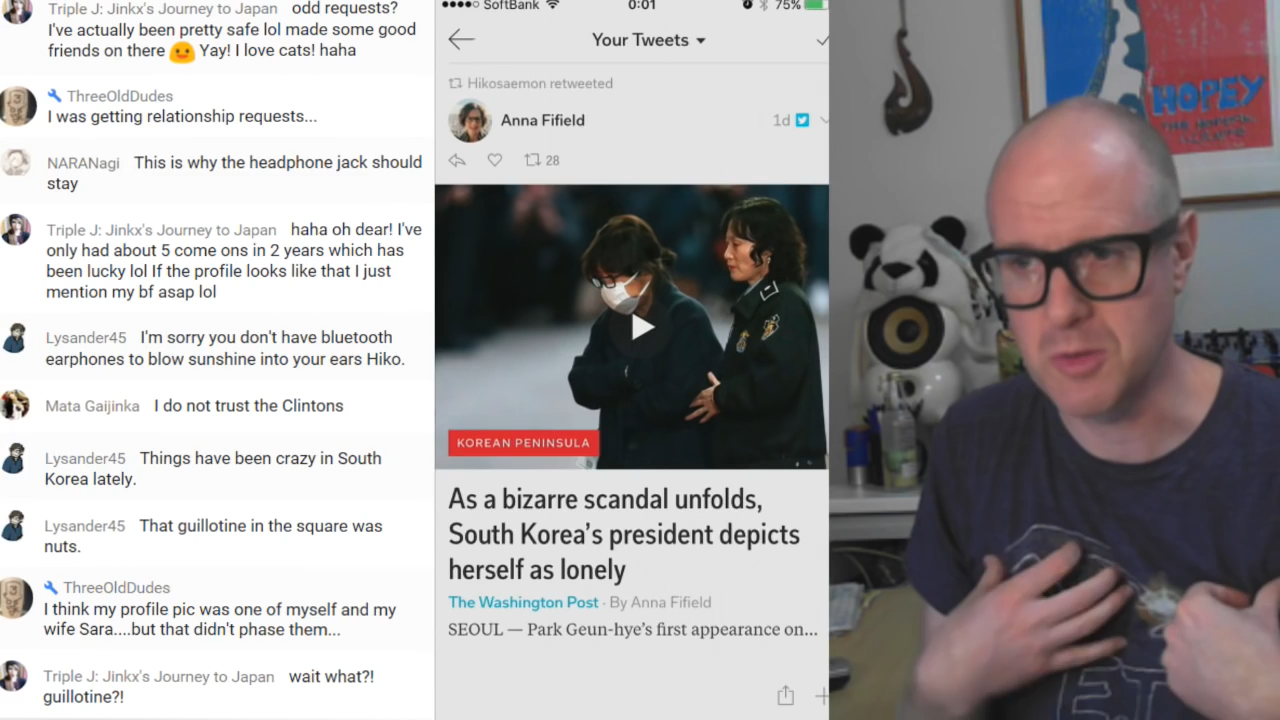 Triple J: Jinkx's Journey to Japan odd requests?
I've actually been pretty safe lol made some good
friends on there Yay! I love cats! haha
ThreeOldDudes
I was getting relationship requests...
NARANagi This is why the headphone jack should
stay
Triple J: Jinkx's Journey to Japan haha oh dear! I've
only had about 5 come ons in 2 years which has
been lucky lol If the profile looks like that I just
mention my bf asap lol
Lysander45 I'm sorry you don't have bluetooth
earphones to blow sunshine into your ears Hiko.
Mata Gaijinka I do not trust the Clintons
Lysander45 Things have been crazy in South
Korea lately.
Lysander45 That guillotine in the square was
nuts.
ThreeOldDudes
I think my profile pic was one of myself and my
wife Sara....but that didn't phase them...
Triple J: Jinkx's Journey to Japan wait what?!
guillotine?!
SoftBank 0:01 75%
Your Tweets
Hikosaemon retweeted
Anna Fifield 1d
28
KOREAN PENINSULA
As a bizarre scandal unfolds,
South Korea's president depicts
herself as lonely
The Washington Post · By Anna Fifield
SEOUL — Park Geun-hye's first appearance on...
HOPEY
ET